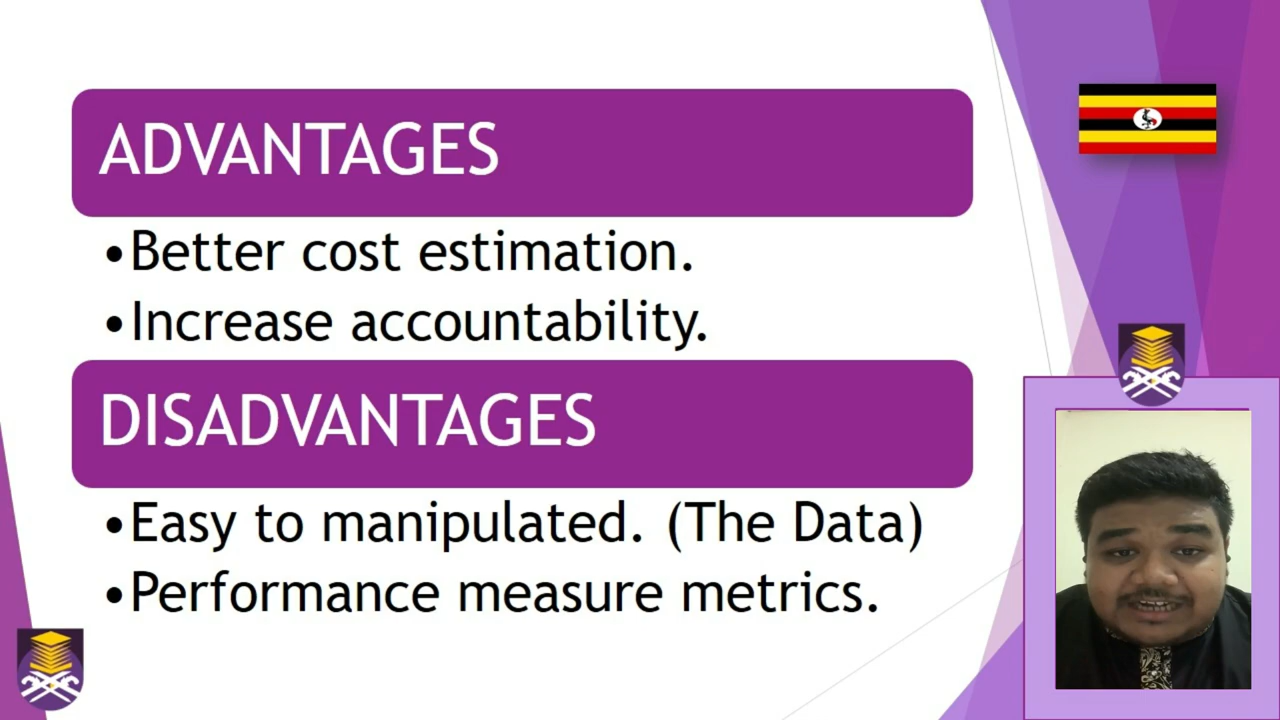 ADVANTAGES
•Better cost estimation.
•Increase accountability.
DISADVANTAGES
•Easy to manipulated. (The Data)
•Performance measure metrics.